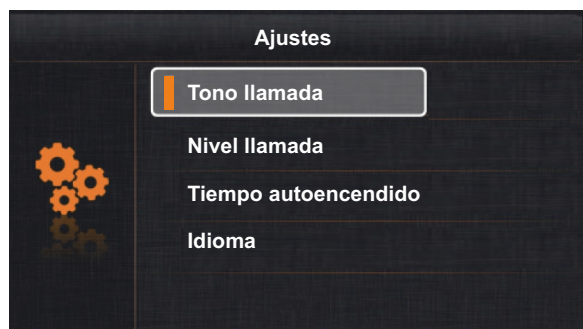 Ajustes
Tono llamada
Nivel llamada
Tiempo autoencendido
Idioma